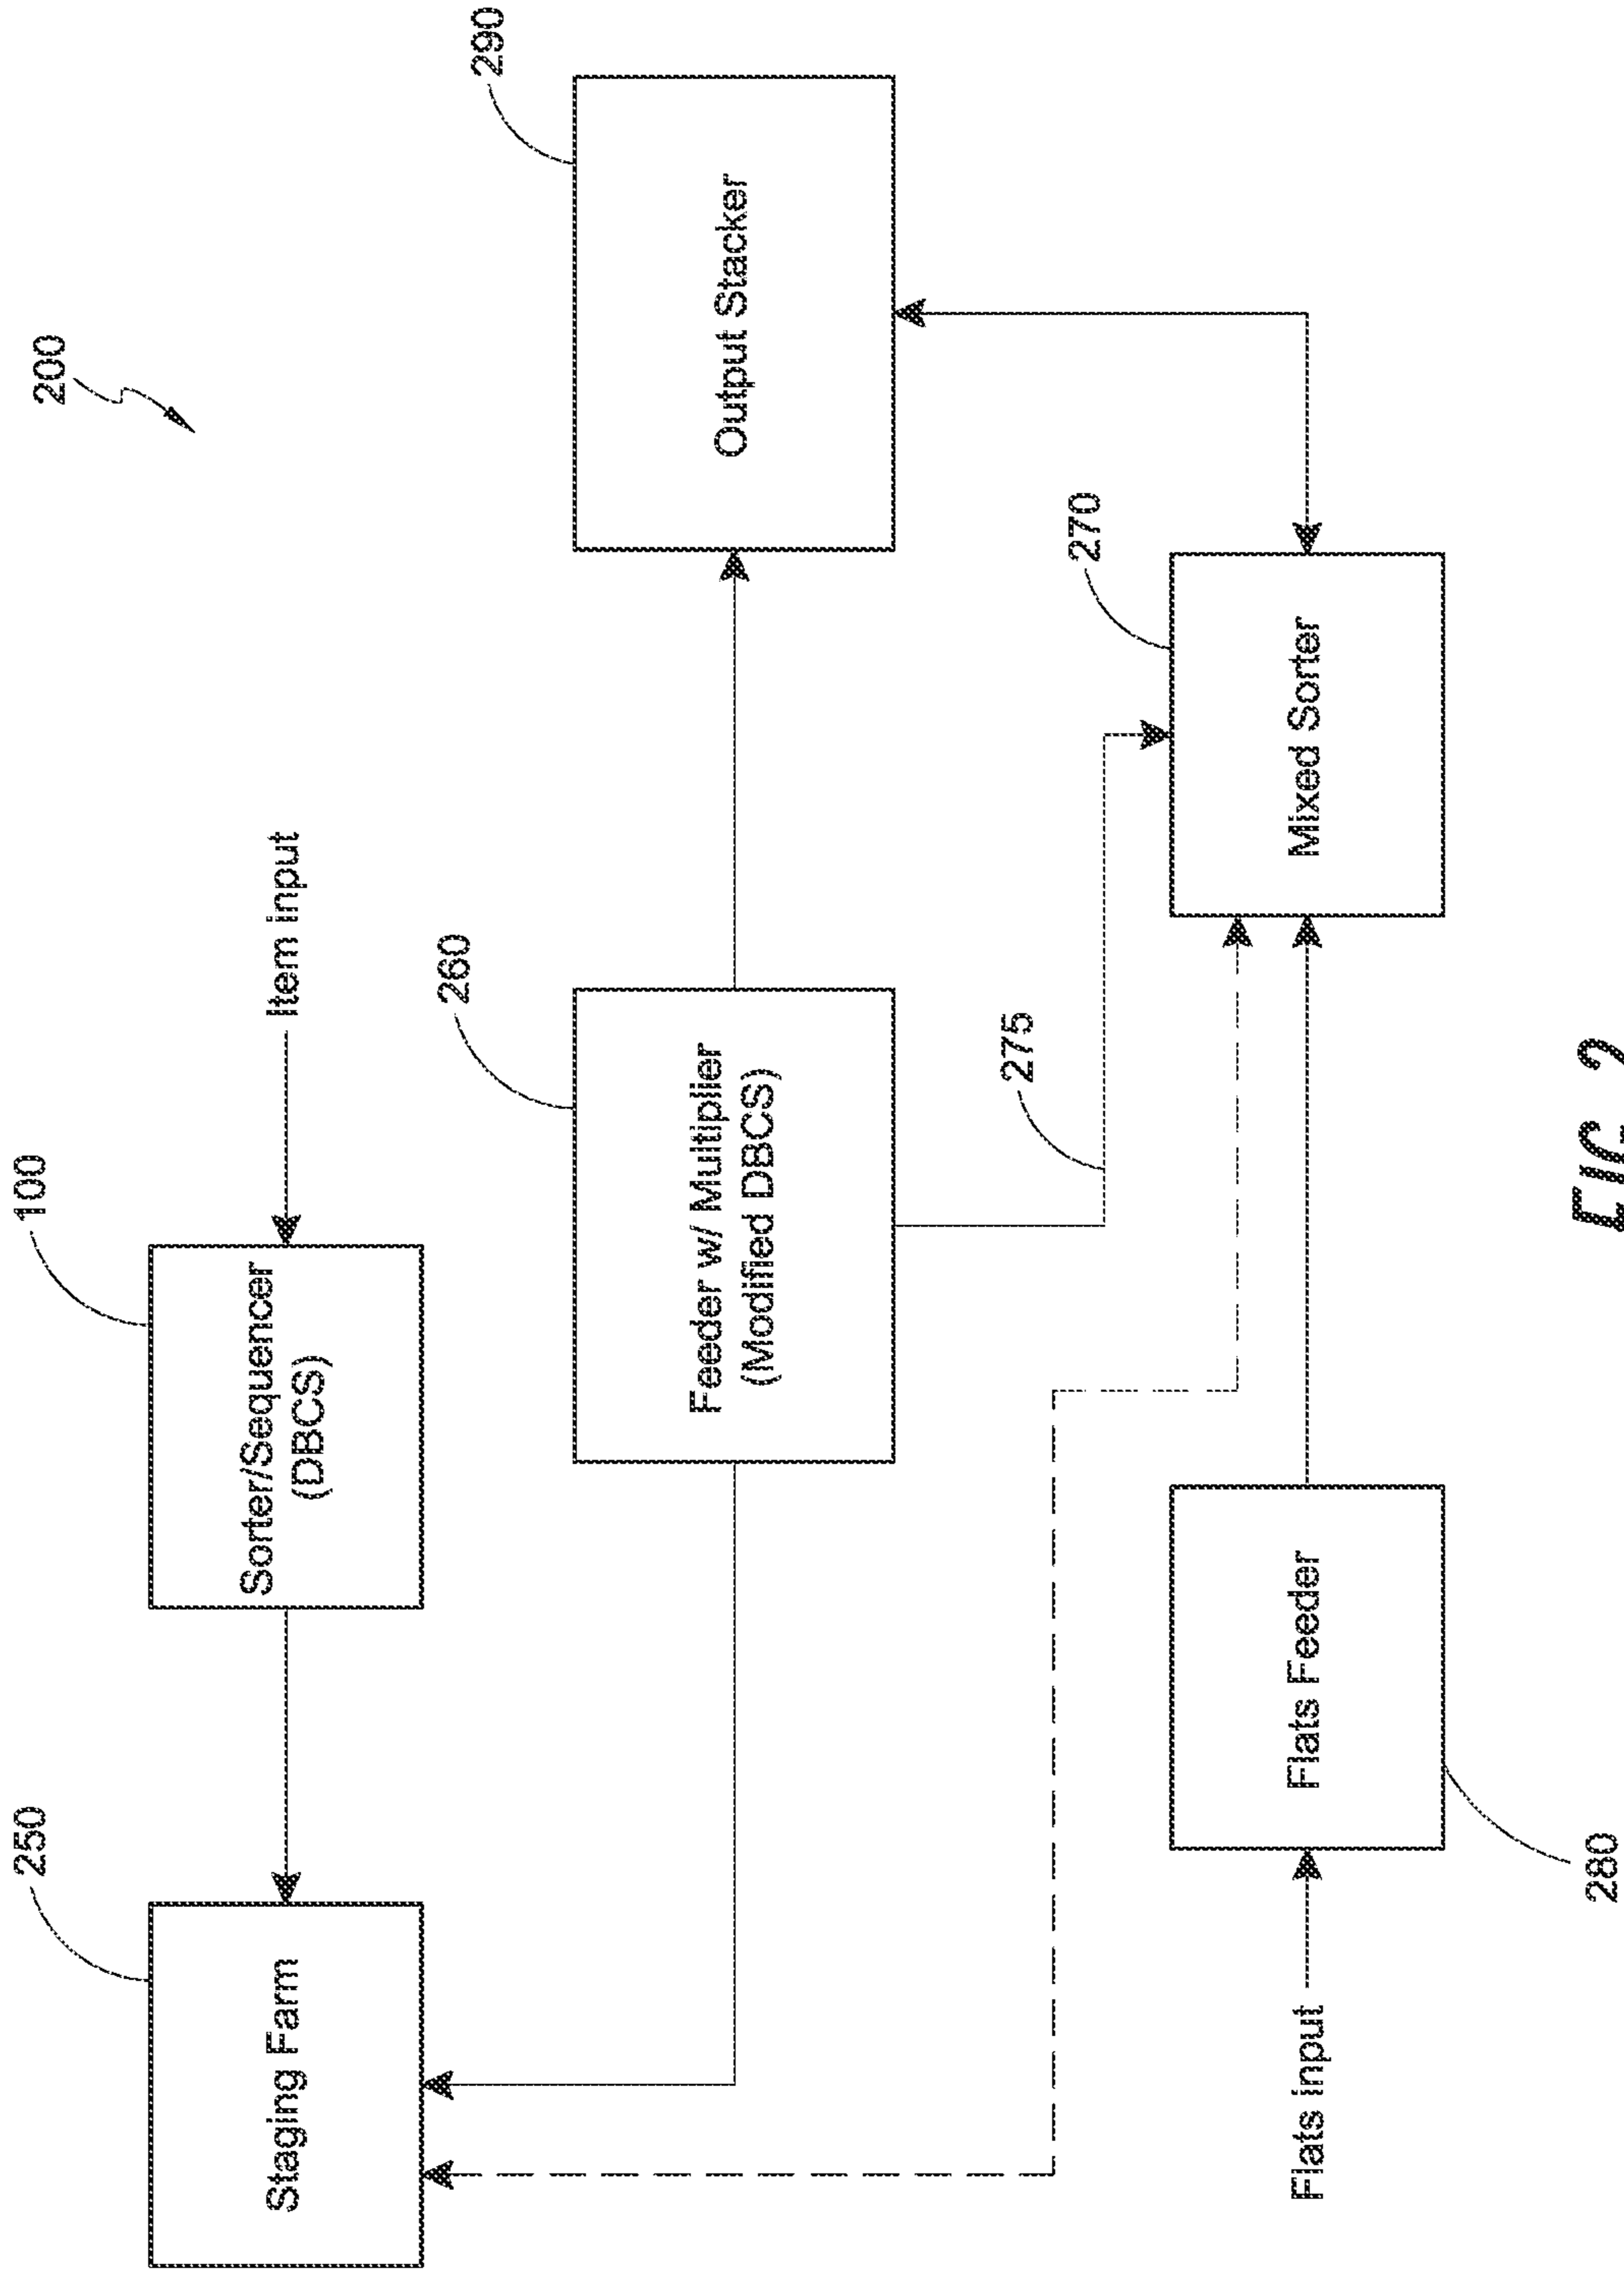 200
250
100
Staging Farm
Sorter/Sequencer
(DBCS)
Item input
260
290
Feeder w/ Multiplier
(Modified DBCS)
Output Stacker
275
270
Flats input
Flats Feeder
Mixed Sorter
280
FIG. 2